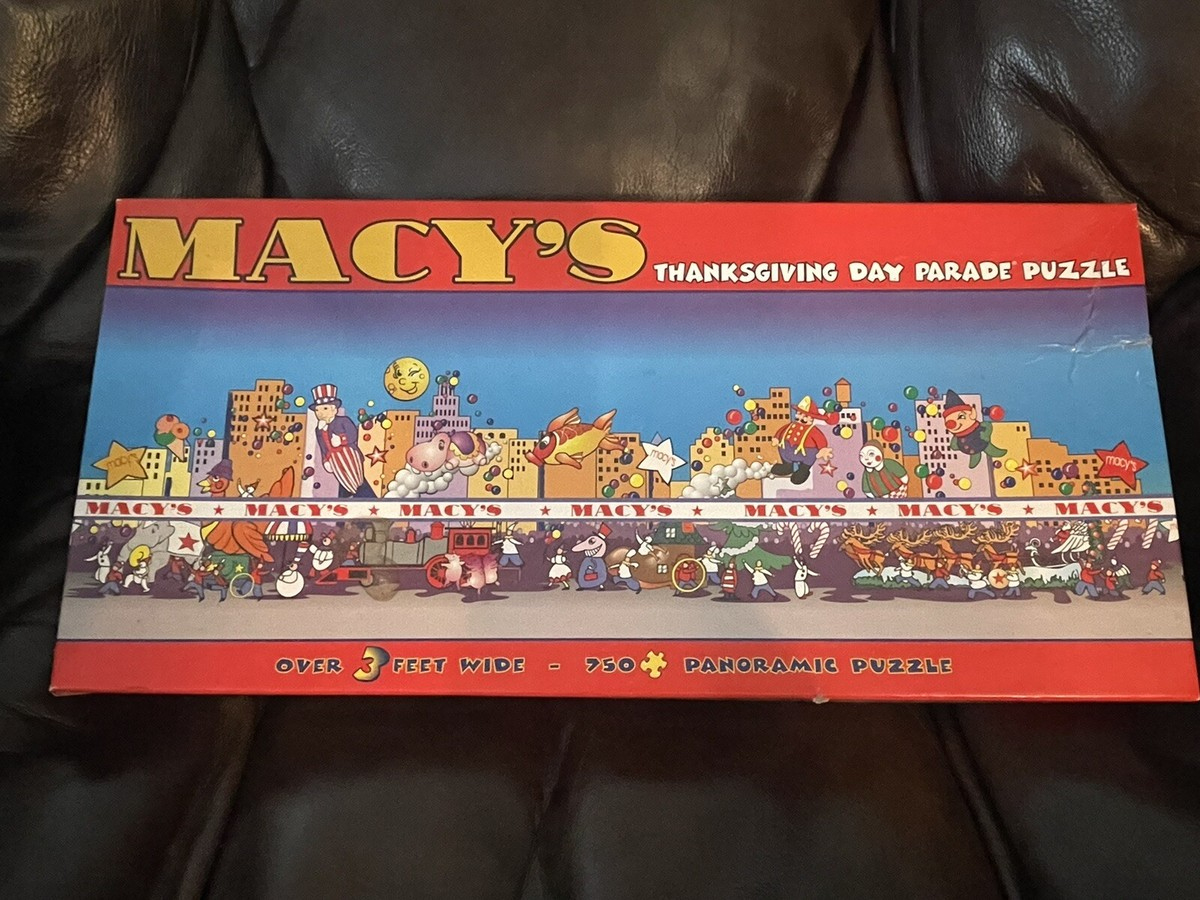 MACY'S
THANKSGIVING DAY PARADE® PUZZLE
macy's
macy's
macy's
MACY'S ★ MACY'S ★ MACY'S ★ MACY'S ★ MACY'S ★ MACY'S ★ MACY'S
OVER 3 FEET WIDE - 750 PANORAMIC PUZZLE